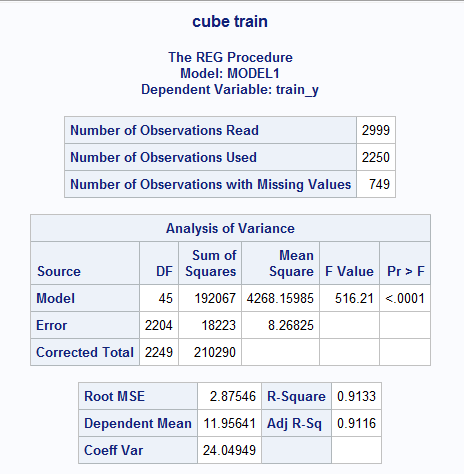 cube train
The REG Procedure
Model: MODEL1
Dependent Variable: train_y
Number of Observations Read 2999
Number of Observations Used 2250
Number of Observations with Missing Values 749
Analysis of Variance
Source DF Sum of Squares Mean Square F Value Pr > F
Model 45 192067 4268.15985 516.21 <.0001
Error 2204 18223 8.26825
Corrected Total 2249 210290
Root MSE 2.87546 R-Square 0.9133
Dependent Mean 11.95641 Adj R-Sq 0.9116
Coeff Var 24.04949